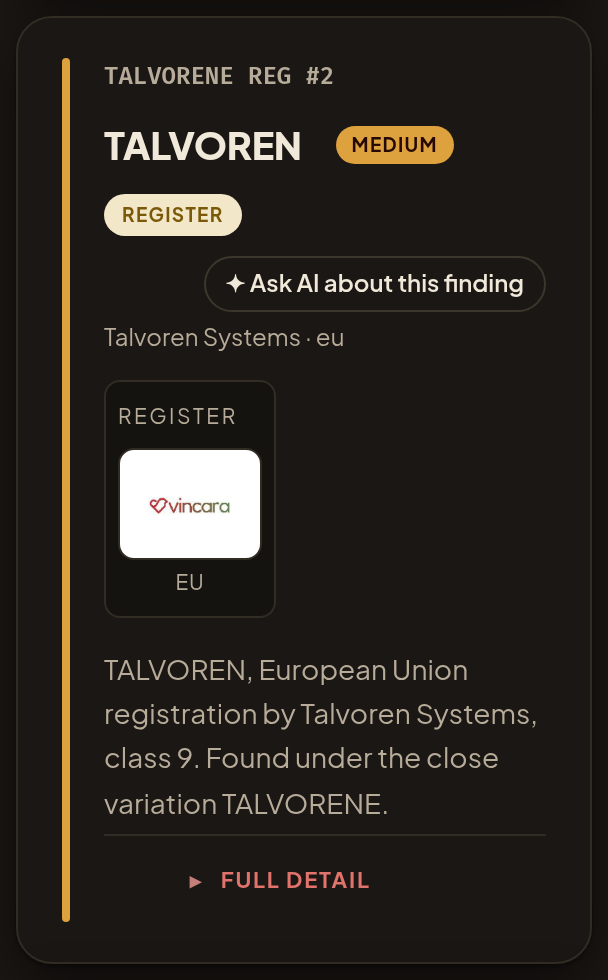 TALVORENE REG #2
TALVOREN
MEDIUM
REGISTER
✦ Ask AI about this finding
Talvoren Systems · eu
REGISTER
vincara
EU
TALVOREN, European Union
registration by Talvoren Systems,
class 9. Found under the close
variation TALVORENE.
▸ FULL DETAIL